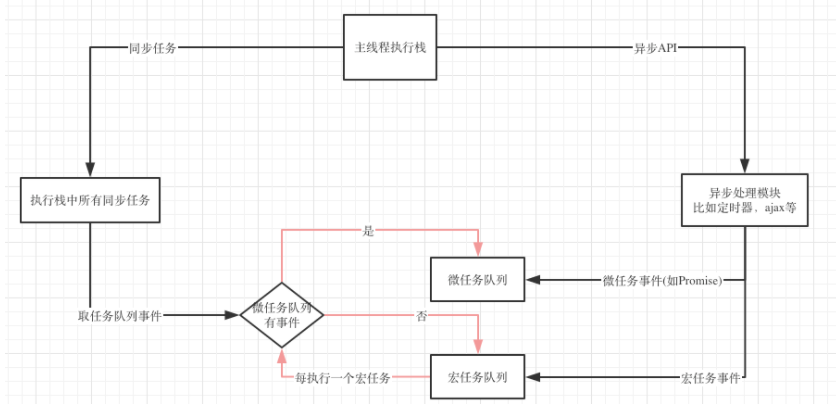 主线程执行栈
同步任务
异步API
执行栈中所有同步任务
异步处理模块
比如定时器，ajax等
是
微任务队列
微任务事件(如Promise)
微任务队列
有事件
取任务队列事件
否
每执行一个宏任务
宏任务队列
宏任务事件